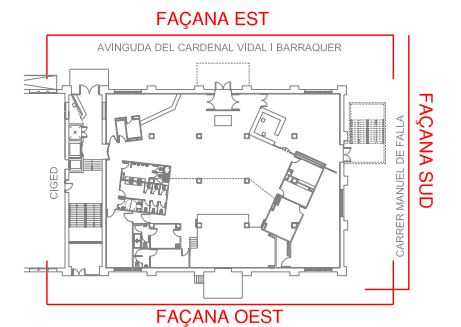 FAÇANA EST
AVINGUDA DEL CARDENAL VIDAL I BARRAQUER
CIGED
CARRER MANUEL DE FALLA
FAÇANA SUD
FAÇANA OEST